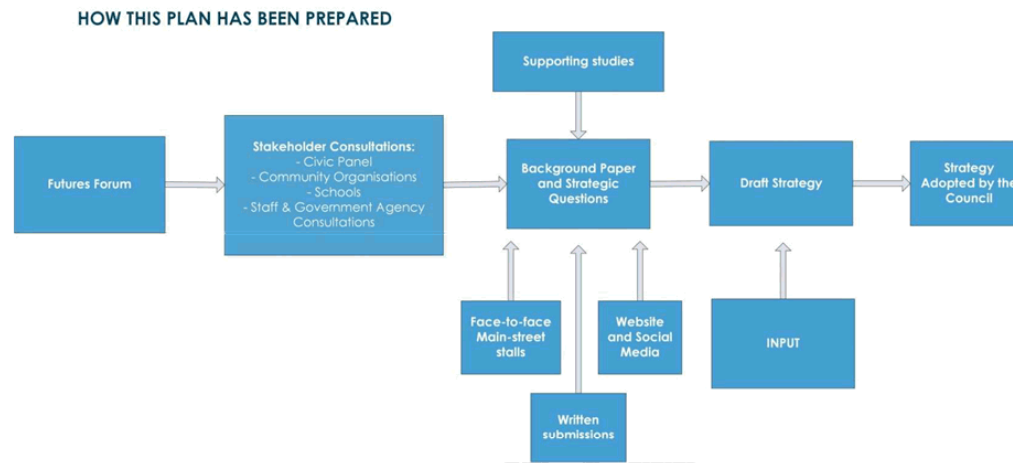 HOW THIS PLAN HAS BEEN PREPARED
Supporting studies
Futures Forum
Stakeholder Consultations:
- Civic Panel
- Community Organisations
- Schools
- Staff & Government Agency
Consultations
Background Paper
and Strategic
Questions
Draft Strategy
Strategy
Adopted by the
Council
Face-to-face
Main-street
stalls
Website
and Social
Media
INPUT
Written
submissions